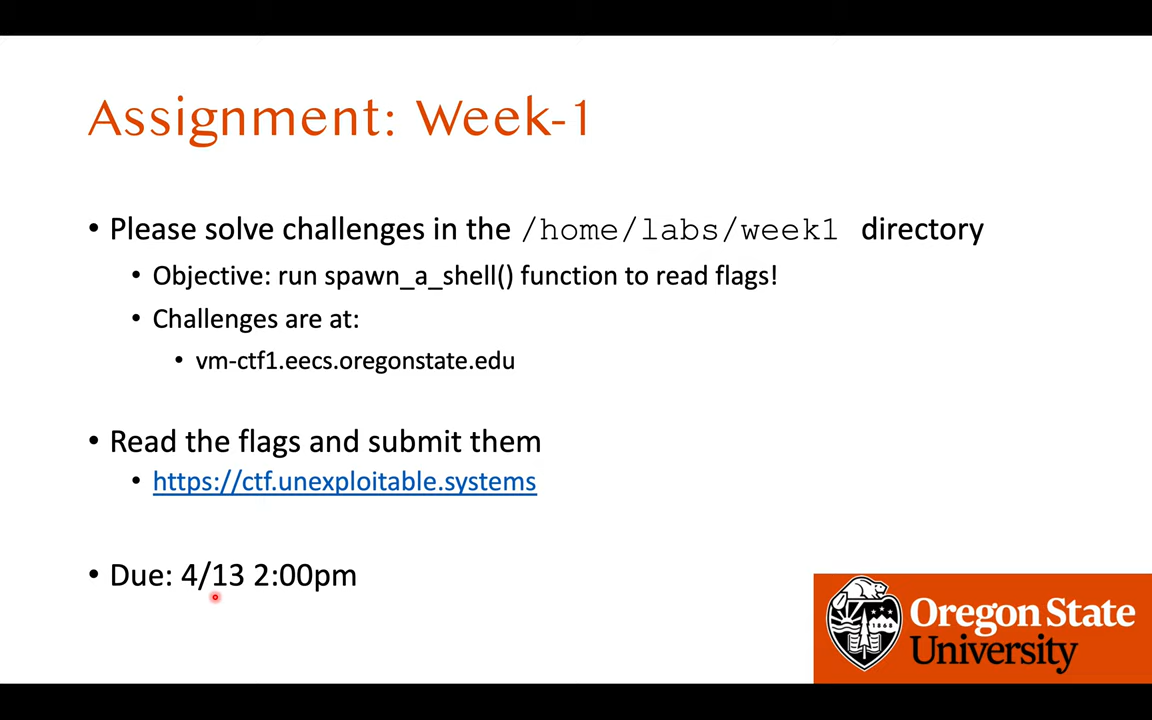 Assignment: Week-1
• Please solve challenges in the /home/labs/week1 directory
• Objective: run spawn_a_shell() function to read flags!
• Challenges are at:
• vm-ctf1.eecs.oregonstate.edu
• Read the flags and submit them
• https://ctf.unexploitable.systems
• Due: 4/13 2:00pm
Oregon State
University